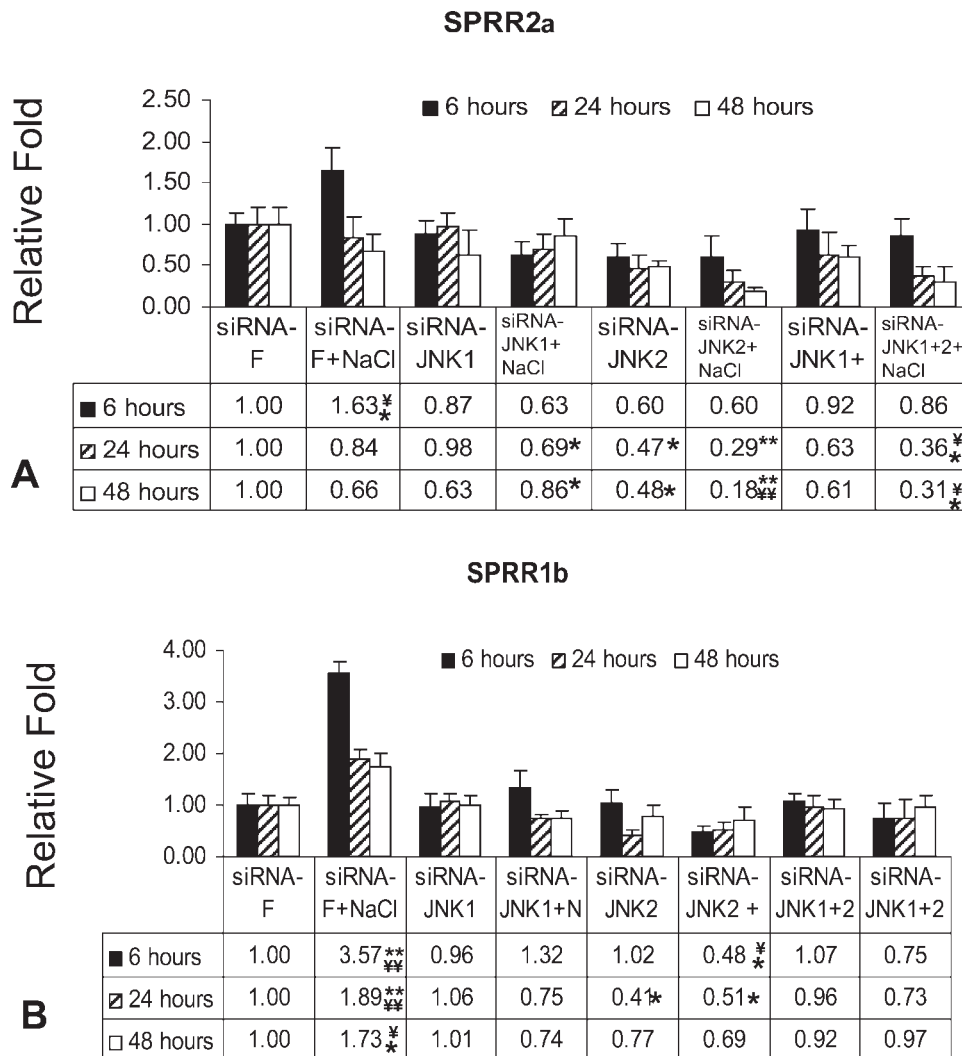 SPRR2a
Relative Fold
2.50
2.00
1.50
1.00
0.50
0.00
■ 6 hours ▨ 24 hours □ 48 hours
siRNA-F siRNA-F+NaCl siRNA-JNK1 siRNA-JNK1+NaCl siRNA-JNK2 siRNA-JNK2+NaCl siRNA-JNK1+ siRNA-JNK1+2+NaCl
■ 6 hours 1.00 1.63¥* 0.87 0.63 0.60 0.60 0.92 0.86
▨ 24 hours 1.00 0.84 0.98 0.69* 0.47* 0.29** 0.63 0.36¥*
□ 48 hours 1.00 0.66 0.63 0.86* 0.48* 0.18**¥¥ 0.61 0.31¥*
A
SPRR1b
Relative Fold
4.00
3.00
2.00
1.00
0.00
■ 6 hours ▨ 24 hours □ 48 hours
siRNA-F siRNA-F+NaCl siRNA-JNK1 siRNA-JNK1+N siRNA-JNK2 siRNA-JNK2 + siRNA-JNK1+2 siRNA-JNK1+2
■ 6 hours 1.00 3.57**¥¥ 0.96 1.32 1.02 0.48¥* 1.07 0.75
▨ 24 hours 1.00 1.89**¥¥ 1.06 0.75 0.41* 0.51* 0.96 0.73
□ 48 hours 1.00 1.73¥* 1.01 0.74 0.77 0.69 0.92 0.97
B